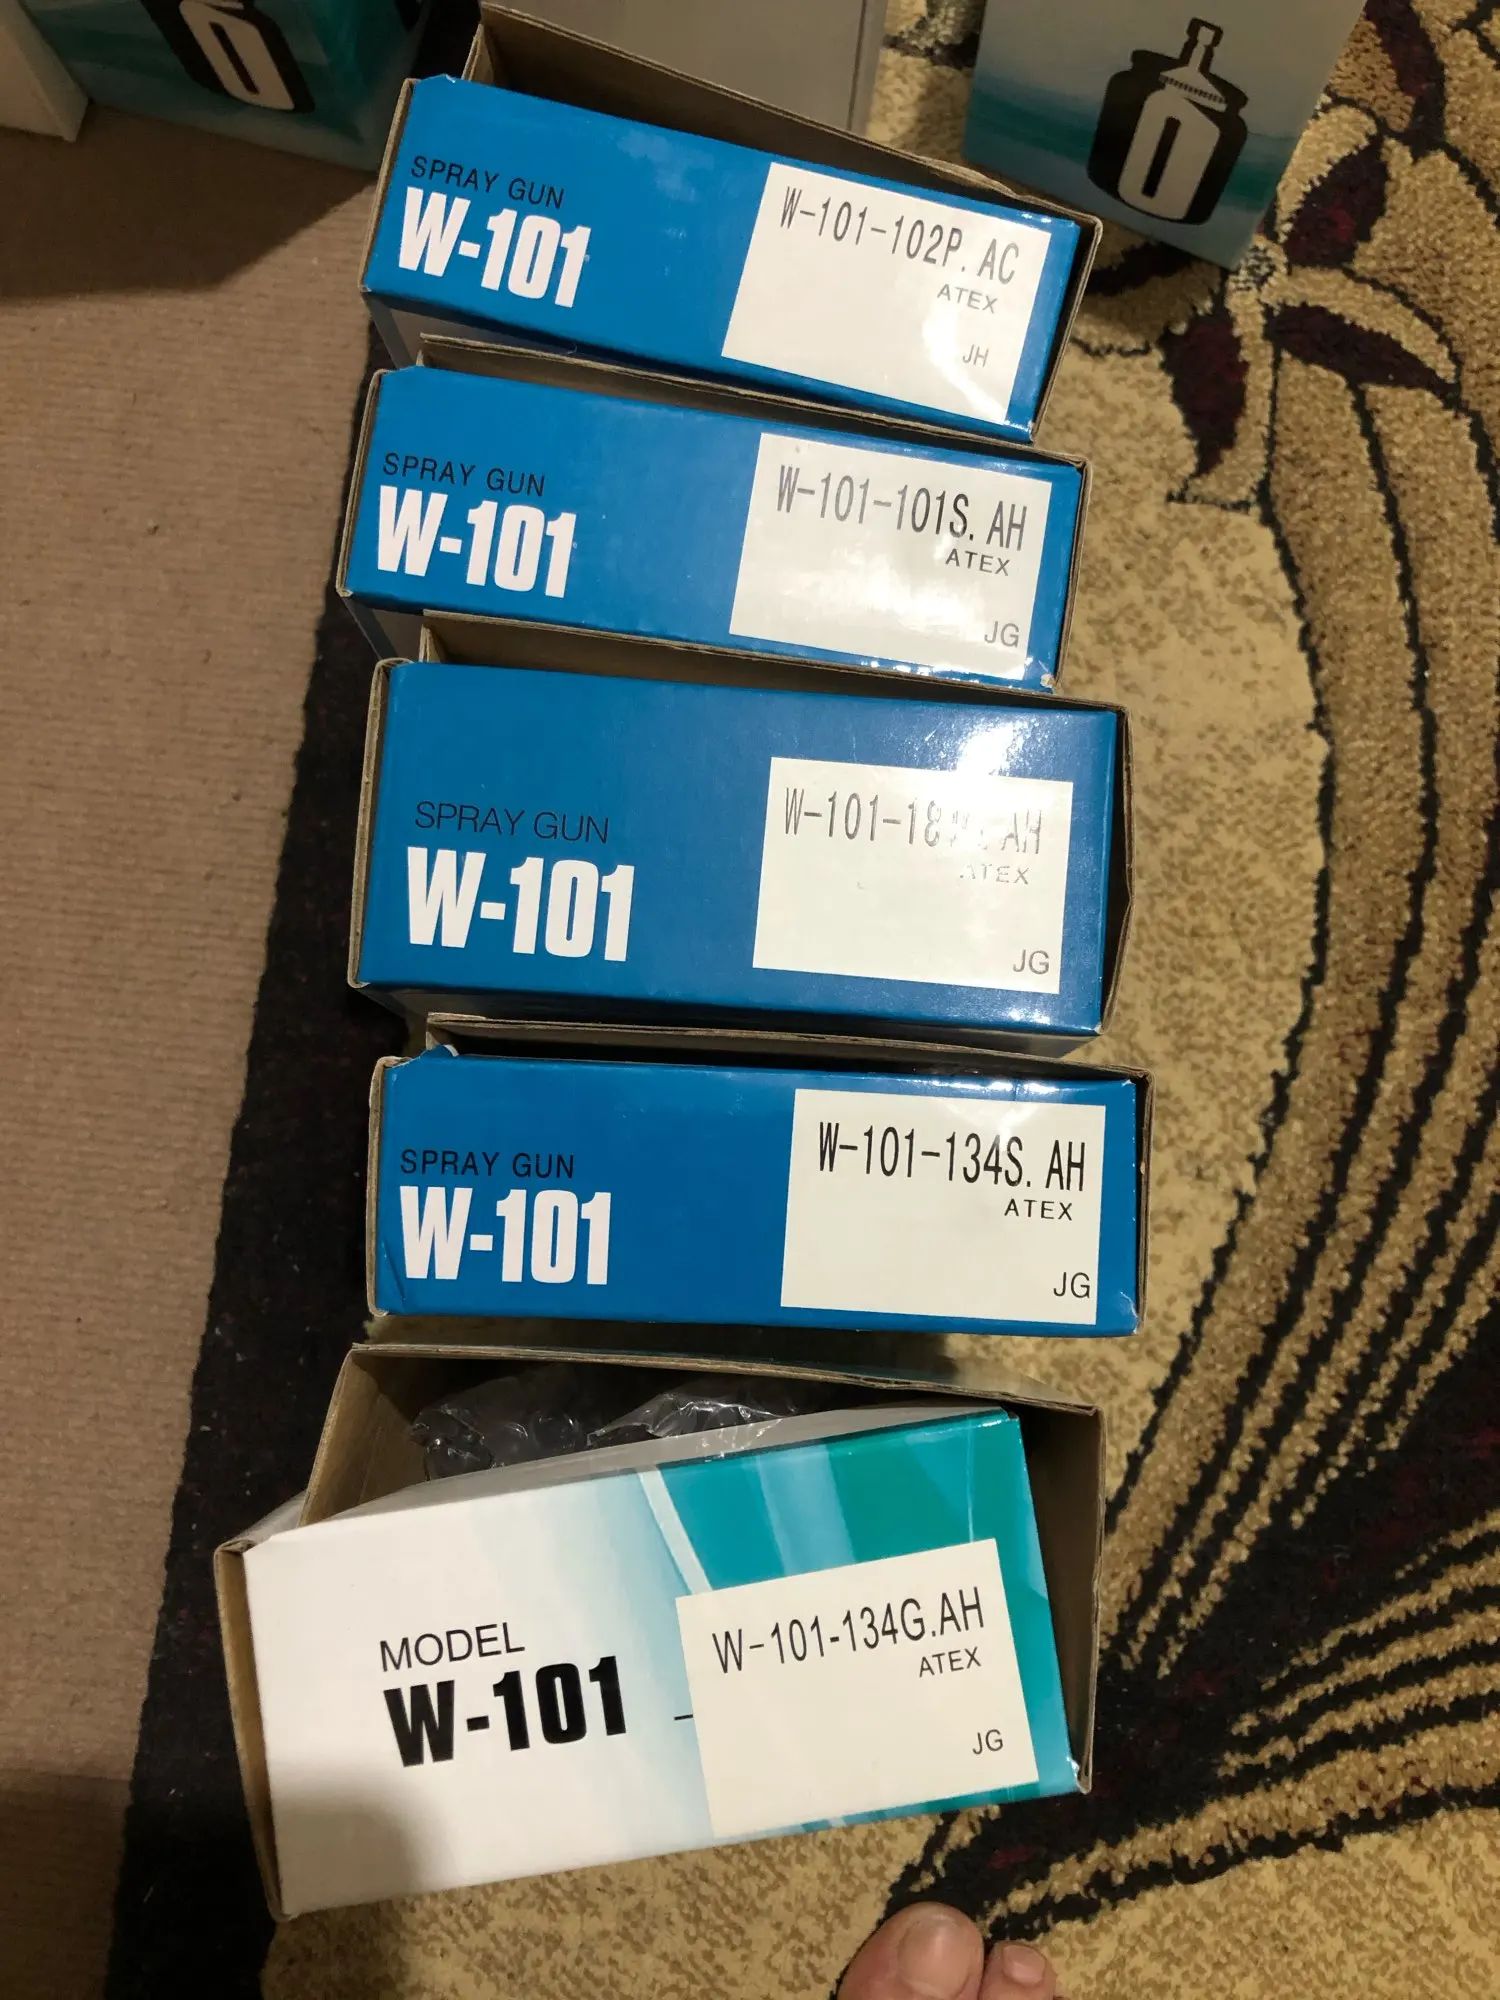 SPRAY GUN
W-101
W-101-102P. AC
ATEX
JH
SPRAY GUN
W-101
W-101-101S. AH
ATEX
JG
SPRAY GUN
W-101
AH
ATEX
JG
SPRAY GUN
W-101
W-101-134S. AH
ATEX
JG
MODEL
W-101
W-101-134G.AH
ATEX
JG